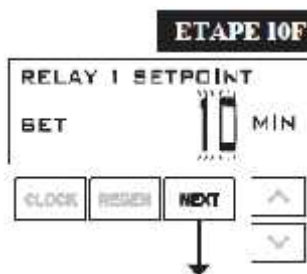 ETAPE 10F
RELAY 1 SETPOINT
SET 10 MIN
CLOCK REGEN NEXT